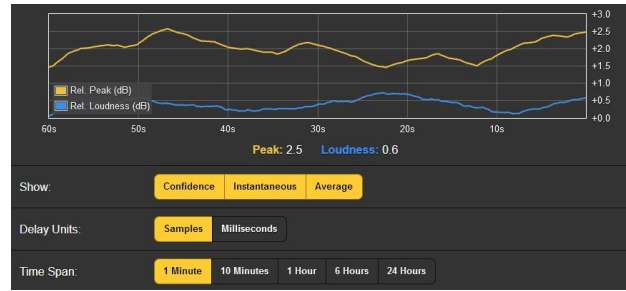 +3.0
+2.5
+2.0
+1.5
+1.0
+0.5
+0.0
Rel. Peak (dB)
Rel. Loudness (dB)
60s 50s 40s 30s 20s 10s
Peak: 2.5 Loudness: 0.6
Show: Confidence Instantaneous Average
Delay Units: Samples Milliseconds
Time Span: 1 Minute 10 Minutes 1 Hour 6 Hours 24 Hours